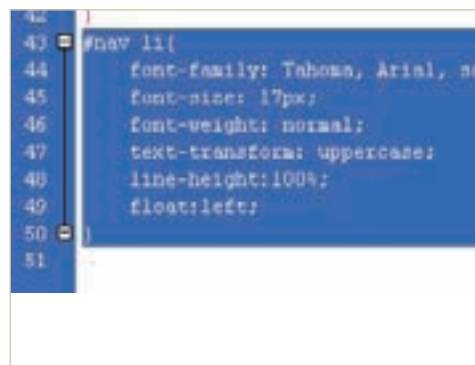 42 }
43 #nav li{
44 font-family: Tahoma, Arial,
45 font-size: 17px;
46 font-weight: normal;
47 text-transform: uppercase;
48 line-height:100%;
49 float:left;
50 }
51